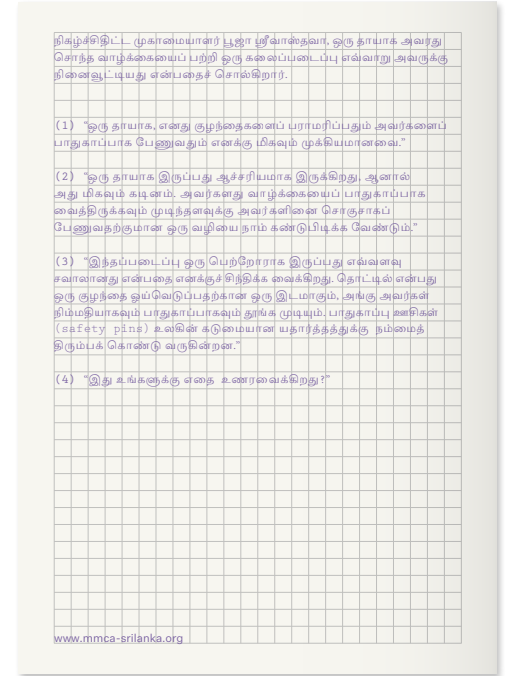 நிகழ்ச்சிதிட்ட முகாமையாளர் பூஜா ஸ்ரீவாஸ்தவா, ஒரு தாயாக அவரது
சொந்த வாழ்க்கையைப் பற்றி ஒரு கலைப்படைப்பு எவ்வாறு அவருக்கு
நினைவூட்டியது என்பதைச் சொல்கிறார்.
(1) “ஒரு தாயாக, எனது குழந்தைகளைப் பராமரிப்பதும் அவர்களைப்
பாதுகாப்பாக பேணுவதும் எனக்கு மிகவும் முக்கியமானவை.”
(2) “ஒரு தாயாக இருப்பது ஆச்சரியமாக இருக்கிறது, ஆனால்
அது மிகவும் கடினம். அவர்களது வாழ்க்கையைப் பாதுகாப்பாக
வைத்திருக்கவும் முடிந்தளவுக்கு அவர்களினை சொகுசாகப்
பேணுவதற்குமான ஒரு வழியை நாம் கண்டுபிடிக்க வேண்டும்.”
(3) “இந்தப்படைப்பு ஒரு பெற்றோராக இருப்பது எவ்வளவு
சவாலானது என்பதை எனக்குச் சிந்திக்க வைக்கிறது. தொட்டில் என்பது
ஒரு குழந்தை ஓய்வெடுப்பதற்கான ஒரு இடமாகும், அங்கு அவர்கள்
நிம்மதியாகவும் பாதுகாப்பாகவும் தூங்க முடியும். பாதுகாப்பு ஊசிகள்
(safety pins) உலகின் கடுமையான யதார்த்தத்துக்கு நம்மைத்
திரும்பக் கொண்டு வருகின்றன.”
(4) “இது உங்களுக்கு எதை உணரவைக்கிறது?”
www.mmca-srilanka.org